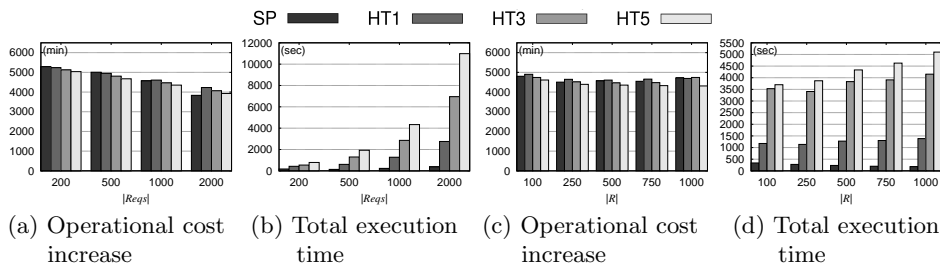 SP HT1 HT3 HT5
(min)
6000
5000
4000
3000
2000
1000
0
200 500 1000 2000
|Reqs|
(a) Operational cost increase
(sec)
12000
10000
8000
6000
4000
2000
0
200 500 1000 2000
|Reqs|
(b) Total execution time
(min)
6000
5000
4000
3000
2000
1000
0
100 250 500 750 1000
|R|
(c) Operational cost increase
(sec)
5500
5000
4500
4000
3500
3000
2500
2000
1500
1000
500
0
100 250 500 750 1000
|R|
(d) Total execution time